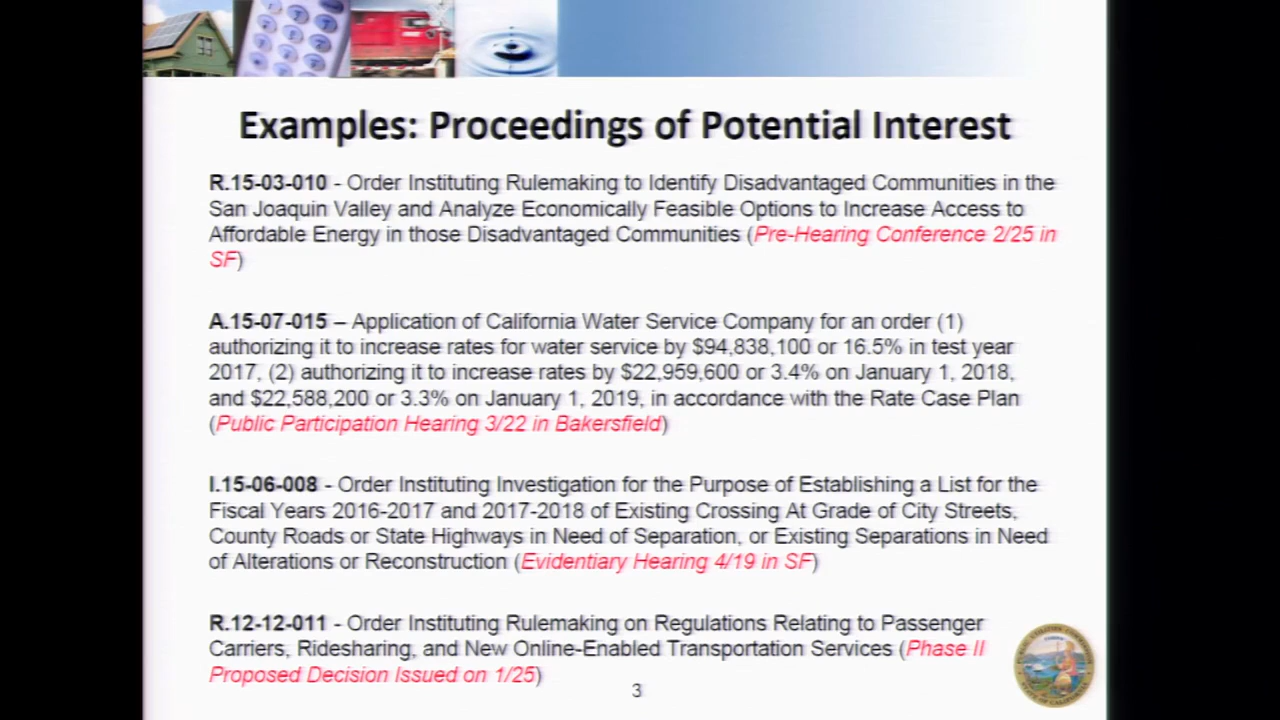 Examples: Proceedings of Potential Interest
R.15-03-010 - Order Instituting Rulemaking to Identify Disadvantaged Communities in the
San Joaquin Valley and Analyze Economically Feasible Options to Increase Access to
Affordable Energy in those Disadvantaged Communities (Pre-Hearing Conference 2/25 in
SF)
A.15-07-015 – Application of California Water Service Company for an order (1)
authorizing it to increase rates for water service by $94,838,100 or 16.5% in test year
2017, (2) authorizing it to increase rates by $22,959,600 or 3.4% on January 1, 2018,
and $22,588,200 or 3.3% on January 1, 2019, in accordance with the Rate Case Plan
(Public Participation Hearing 3/22 in Bakersfield)
I.15-06-008 - Order Instituting Investigation for the Purpose of Establishing a List for the
Fiscal Years 2016-2017 and 2017-2018 of Existing Crossing At Grade of City Streets,
County Roads or State Highways in Need of Separation, or Existing Separations in Need
of Alterations or Reconstruction (Evidentiary Hearing 4/19 in SF)
R.12-12-011 - Order Instituting Rulemaking on Regulations Relating to Passenger
Carriers, Ridesharing, and New Online-Enabled Transportation Services (Phase II
Proposed Decision Issued on 1/25)
3